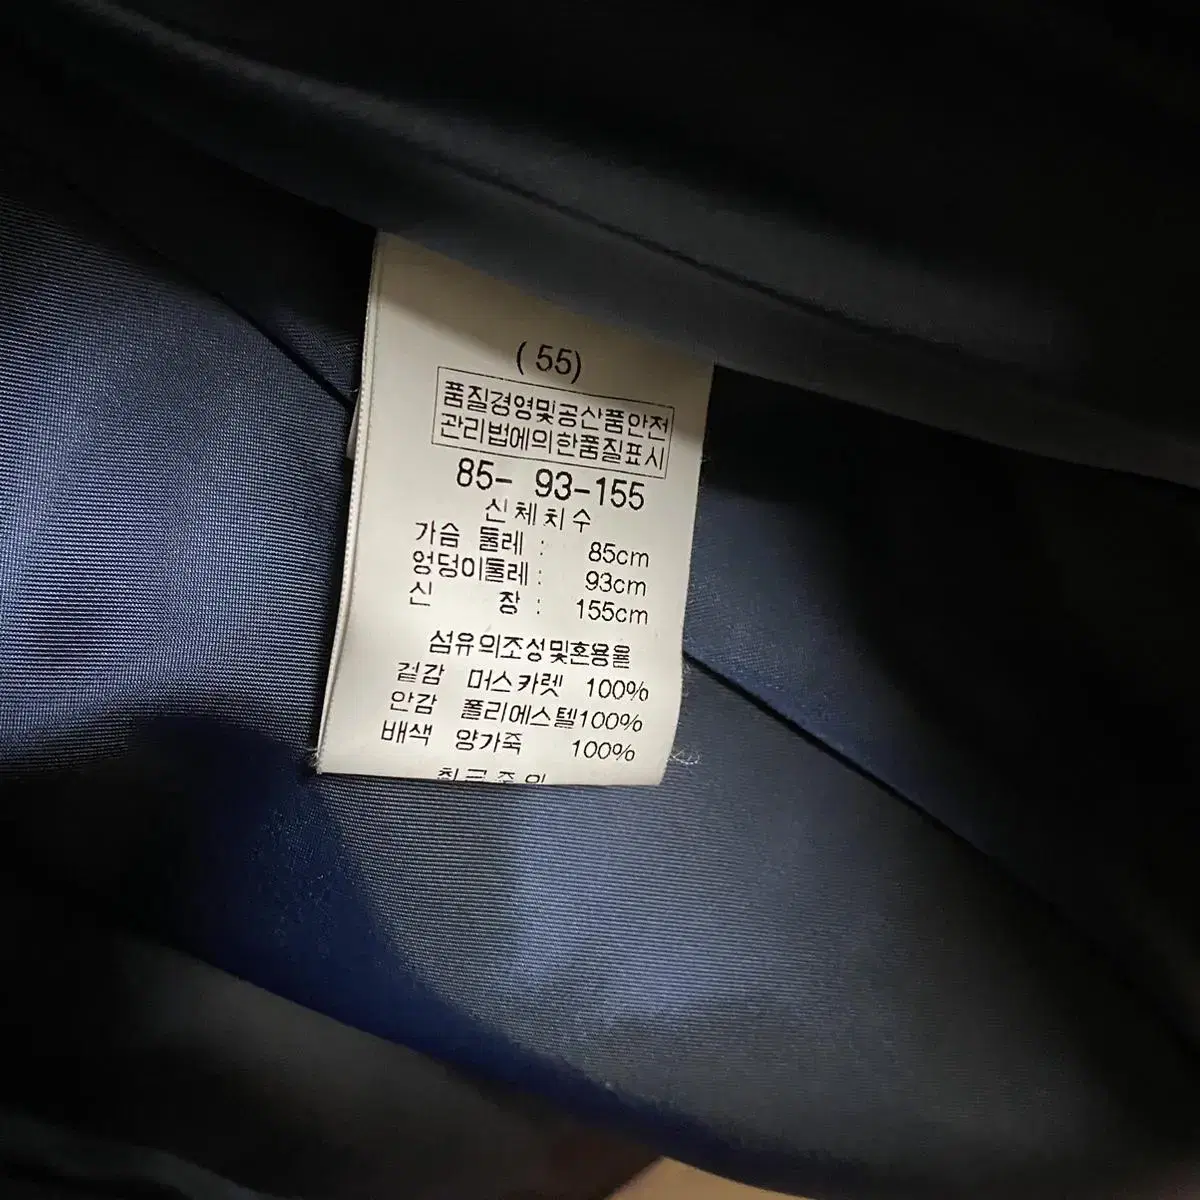 ( 55)
품질경영및공산품안전
관리법에의한품질표시
85- 93-155
신체치수
가슴 둘레 : 85cm
엉덩이둘레 : 93cm
신 장 : 155cm
섬유의조성및혼용율
겉감 머스카렛 100%
안감 폴리에스텔100%
배색 양가죽 100%